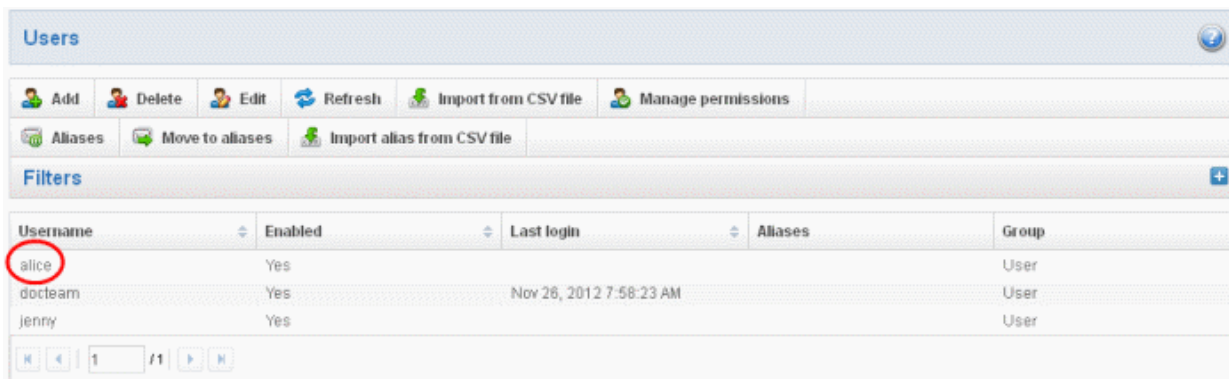 Users
Add Delete Edit Refresh Import from CSV file Manage permissions
Aliases Move to aliases Import alias from CSV file
Filters
Username Enabled Last login Aliases Group
alice Yes User
docteam Yes Nov 26, 2012 7:58:23 AM User
jenny Yes User
1 /1